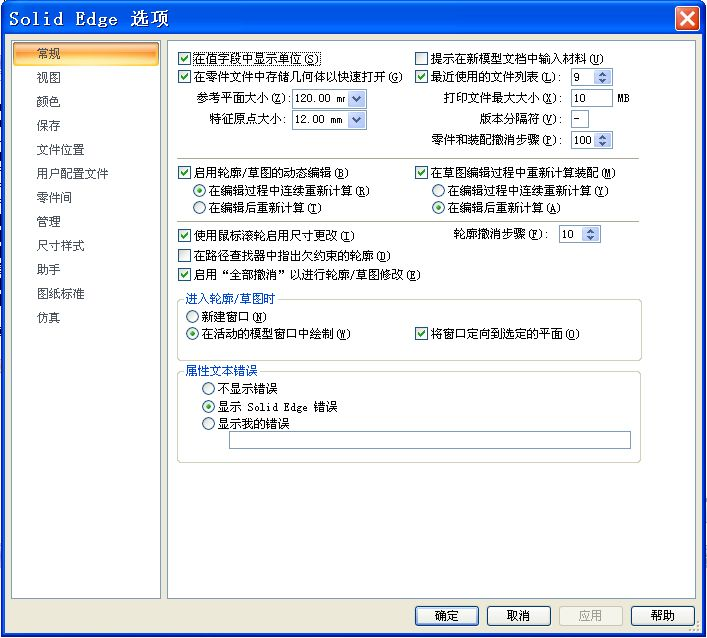 Solid Edge 选项
常规
视图
颜色
保存
文件位置
用户配置文件
零件间
管理
尺寸样式
助手
图纸标准
仿真
在值字段中显示单位(S)
提示在新模型文档中输入材料(U)
在零件文件中存储几何体以快速打开(G)
最近使用的文件列表(L): 9
参考平面大小(Z): 120.00 mm
打印文件最大大小(X): 10 MB
特征原点大小: 12.00 mm
版本分隔符(V): -
零件和装配撤消步骤(P): 100
启用轮廓/草图的动态编辑(B)
在草图编辑过程中重新计算装配(M)
在编辑过程中连续重新计算(R)
在编辑过程中连续重新计算(Y)
在编辑后重新计算(T)
在编辑后重新计算(A)
使用鼠标滚轮启用尺寸更改(I)
轮廓撤消步骤(F): 10
在路径查找器中指出欠约束的轮廓(D)
启用“全部撤消”以进行轮廓/草图修改(E)
进入轮廓/草图时
新建窗口(N)
在活动的模型窗口中绘制(W)
将窗口定向到选定的平面(O)
属性文本错误
不显示错误
显示 Solid Edge 错误
显示我的错误
确定 取消 应用 帮助